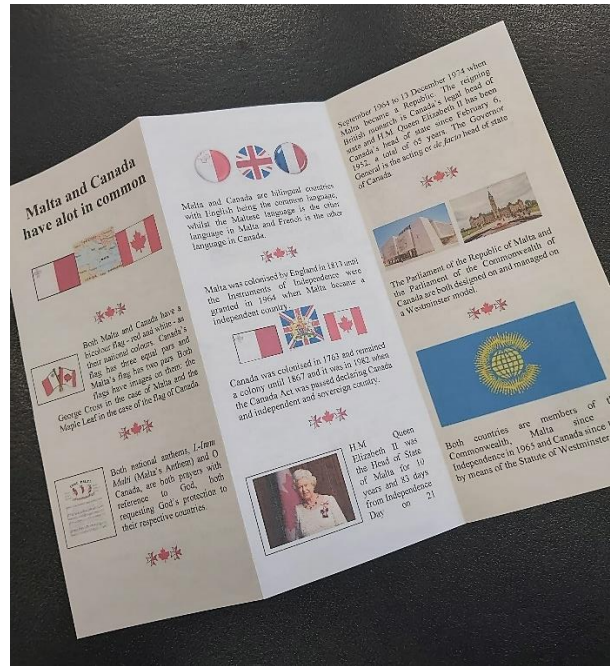 Malta and Canada
have alot in common
Both Malta and Canada have a
bicolour flag - red and white - as
their national colours. Canada's
flag has three equal pars and
Malta's flag has two pars Both
flags have images on them, the
George Cross in the case of Malta and the
Maple Leaf in the case of the flag of Canada
Both national anthems, L-Innu
Malti (Malta's Anthem) and O
Canada, are both prayers with
reference to God, both
requesting God's protection to
their respective countries.
Malta and Canada are bilingual countries
with English being the common language,
whilst the Maltese language is the other
language in Malta and French is the other
language in Canada.
Malta was colonised by England in 1813 until
the Instruments of Independence were
granted in 1964 when Malta became a
independent country.
Canada was colonised in 1763 and remained
a colony until 1867 and it was in 1982 when
the Canada Act was passed declaring Canada
and independent and sovereign country.
H.M Queen
Elizabeth II was
the Head of State
of Malta for 10
years and 83 days
from Independence
Day on 21
September 1964 to 13 December 1974 when
Malta became a Republic. The reigning
British monarch is Canada's legal head of
state and H.M. Queen Elizabeth II has been
Canada's head of state since February 6,
1952, a total of 65 years. The Governor
General is the acting or de facto head of state
of Canada.
The Parliament of the Republic of Malta and
the Parliament of the Commonwealth of
Canada are both designed on and managed on
a Westminster model.
Both countries are members of
Commonwealth, Malta since
Independence in 1965 and Canada since
by means of the Statute of Westminster